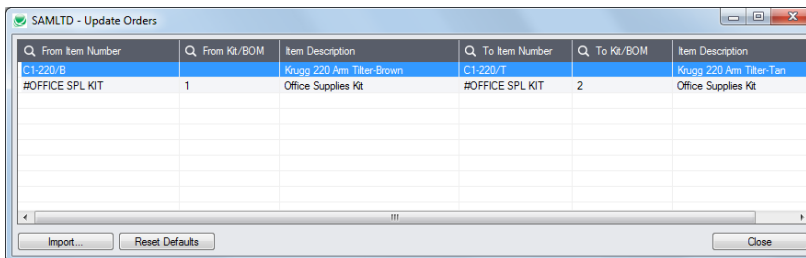 SAMLTD - Update Orders
From Item Number From Kit/BOM Item Description To Item Number To Kit/BOM Item Description
C1-220/B Krugg 220 Arm Tilter-Brown C1-220/T Krugg 220 Arm Tilter-Tan
#OFFICE SPL KIT 1 Office Supplies Kit #OFFICE SPL KIT 2 Office Supplies Kit
Import... Reset Defaults Close